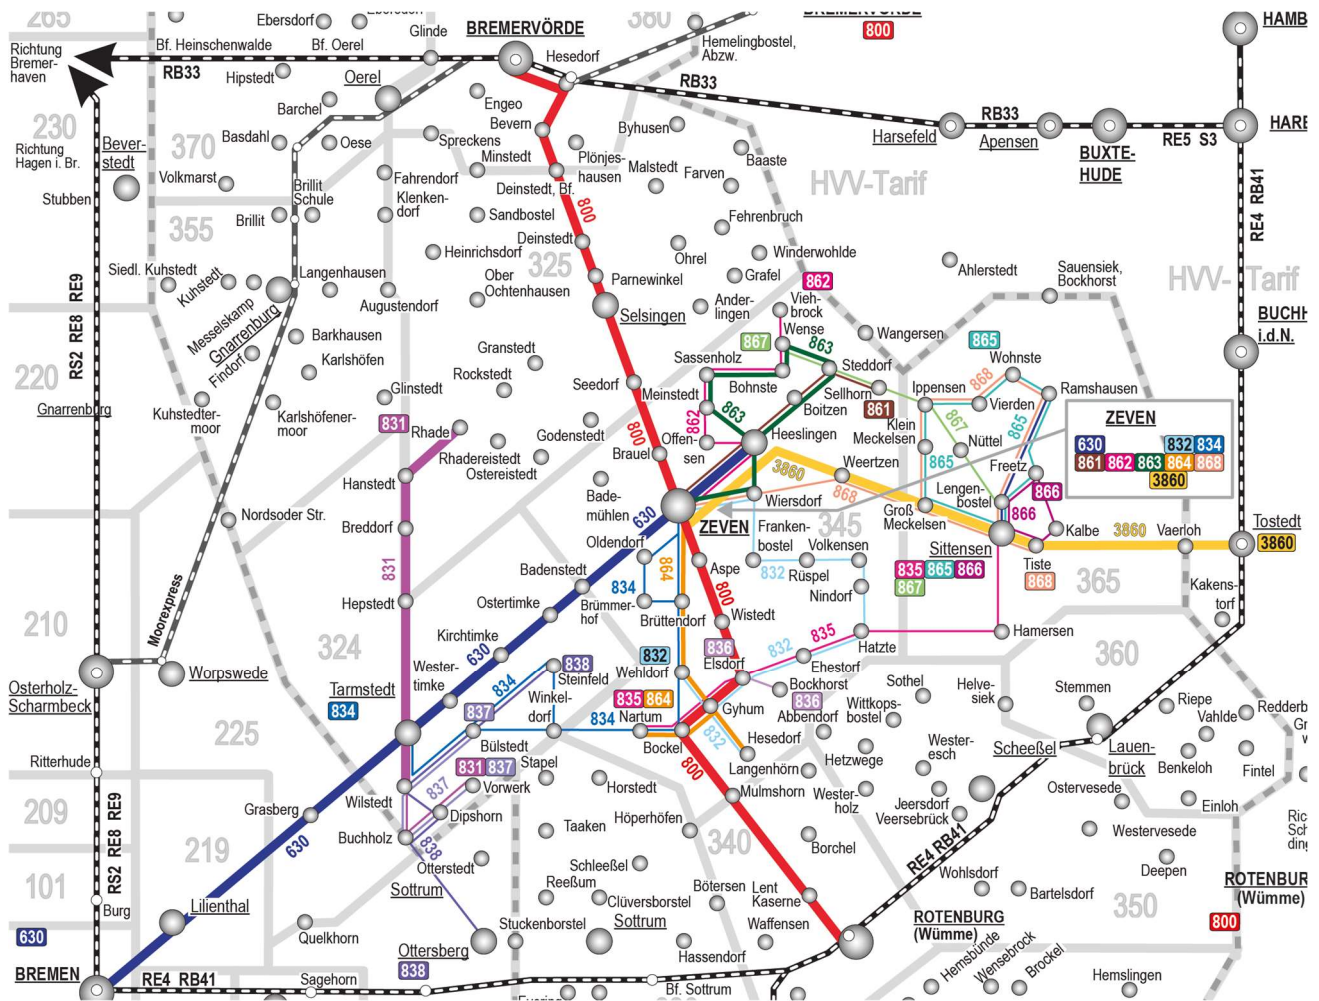 265
Ebersdorf
380
BREMERVÖRDE
800
HAMB
Richtung
Bremer-
haven
Bf. Heinschenwalde
Bf. Oerel
Glinde
BREMERVÖRDE
Hesedorf
Hemelingbostel,
Abzw.
RB33
Hipstedt
Oerel
RB33
Engeo
Barchel
Bevern
Byhusen
RB33
Harsefeld
Apensen
BUXTE-
HUDE
RE5 S3
HARB
230
Richtung
Hagen i. Br.
Bever-
stedt
370
Basdahl
Oese
Spreckens
Minstedt
Plönjes-
hausen
Baaste
Malstedt
Farven
HVV-Tarif
Volkmarst
Fahrendorf
Deinstedt, Bf.
Stubben
Brillit
Schule
Klenken-
dorf
800
RE4 RB41
355
Brillit
Sandbostel
Fehrenbruch
Deinstedt
Heinrichsdorf
325
Ohrel
Winderwohlde
Siedl. Kuhstedt
Kuhstedt
Langenhausen
Ober
Ochtenhausen
Parnewinkel
Grafel
862
Ahlerstedt
Sauensiek,
Bockhorst
HVV- Tarif
RS2 RE8 RE9
Messelskamp
Gnarrenburg
Augustendorf
Selsingen
Ander-
lingen
Vieh-
brock
Wense
863
Wangersen
865
BUCHH
i.d.N.
Findorf
Barkhausen
Karlshöfen
Granstedt
867
Sassenholz
Steddorf
Wohnste
220
Rockstedt
Seedorf
Meinstedt
Bohnste
Sellhorn
Ippensen
868
Ramshausen
Gnarrenburg
Kuhstedter-
moor
Karlshöfener-
moor
Glinstedt
831
Rhade
Godenstedt
862
863
Boitzen
861
Vierden
865
ZEVEN
630
832
834
861
862
863
864
868
3860
Klein
Meckelsen
867
Nüttel
Rhadereistedt
Ostereistedt
800
Brauel
Offen-
sen
Heeslingen
3860
Weertzen
865
Freetz
Hanstedt
Bade-
mühlen
Wiersdorf
868
Lengen-
bostel
866
866
Nordsoder Str.
Breddorf
630
ZEVEN
Franken-
bostel
345
Groß
Meckelsen
Kalbe
3860
Vaerloh
Tostedt
3860
Oldendorf
Volkensen
Sittensen
Tiste
868
831
Badenstedt
864
Aspe
832
Rüspel
835
865
866
867
365
Kakens-
torf
Moorexpress
Hepstedt
Ostertimke
834
Brümmer-
hof
800
Nindorf
210
Brüttendorf
Wistedt
324
Kirchtimke
630
836
835
Hamersen
832
Elsdorf
832
Hatzte
360
Worpswede
Wester-
timke
838
Steinfeld
Wehldorf
Ehestorf
Osterholz-
Scharmbeck
Tarmstedt
834
834
Winkel-
dorf
835
864
Bockhorst
836
Sothel
Helve-
siek
Stemmen
Riepe
Redderb
837
834
Nartum
Gyhum
Abbendorf
Wittkops-
bostel
Vahlde
225
Bülstedt
Bockel
832
Hesedorf
Wester-
esch
Scheeßel
Lauen-
brück
Ritterhude
831
837
Stapel
800
Langenhörn
Hetzwege
Benkeloh
Fintel
Vorwerk
Wilstedt
837
Horstedt
Mulmshorn
Wester-
holz
Jeersdorf
Veersebrück
Ostervesede
Einloh
209
Grasberg
Dipshorn
Höperhöfen
RS2 RE8 RE9
630
Buchholz
838
Taaken
340
Borchel
RE4 RB41
Westervesede
219
Otterstedt
Schleeßel
Deepen
101
Sottrum
Reeßum
Bötersen
Lent
Kaserne
Wohlsdorf
Bartelsdorf
ROTENBUR
(Wümme)
800
Burg
Lilienthal
Clüversborstel
Sottrum
350
Waffensen
ROTENBURG
(Wümme)
Stuckenborstel
630
Quelkhorn
Ottersberg
838
Hassendorf
Hemsbünde
Wensebrock
Brockel
BREMEN
RE4 RB41
Sagehorn
Bf. Sottrum
Hemslingen